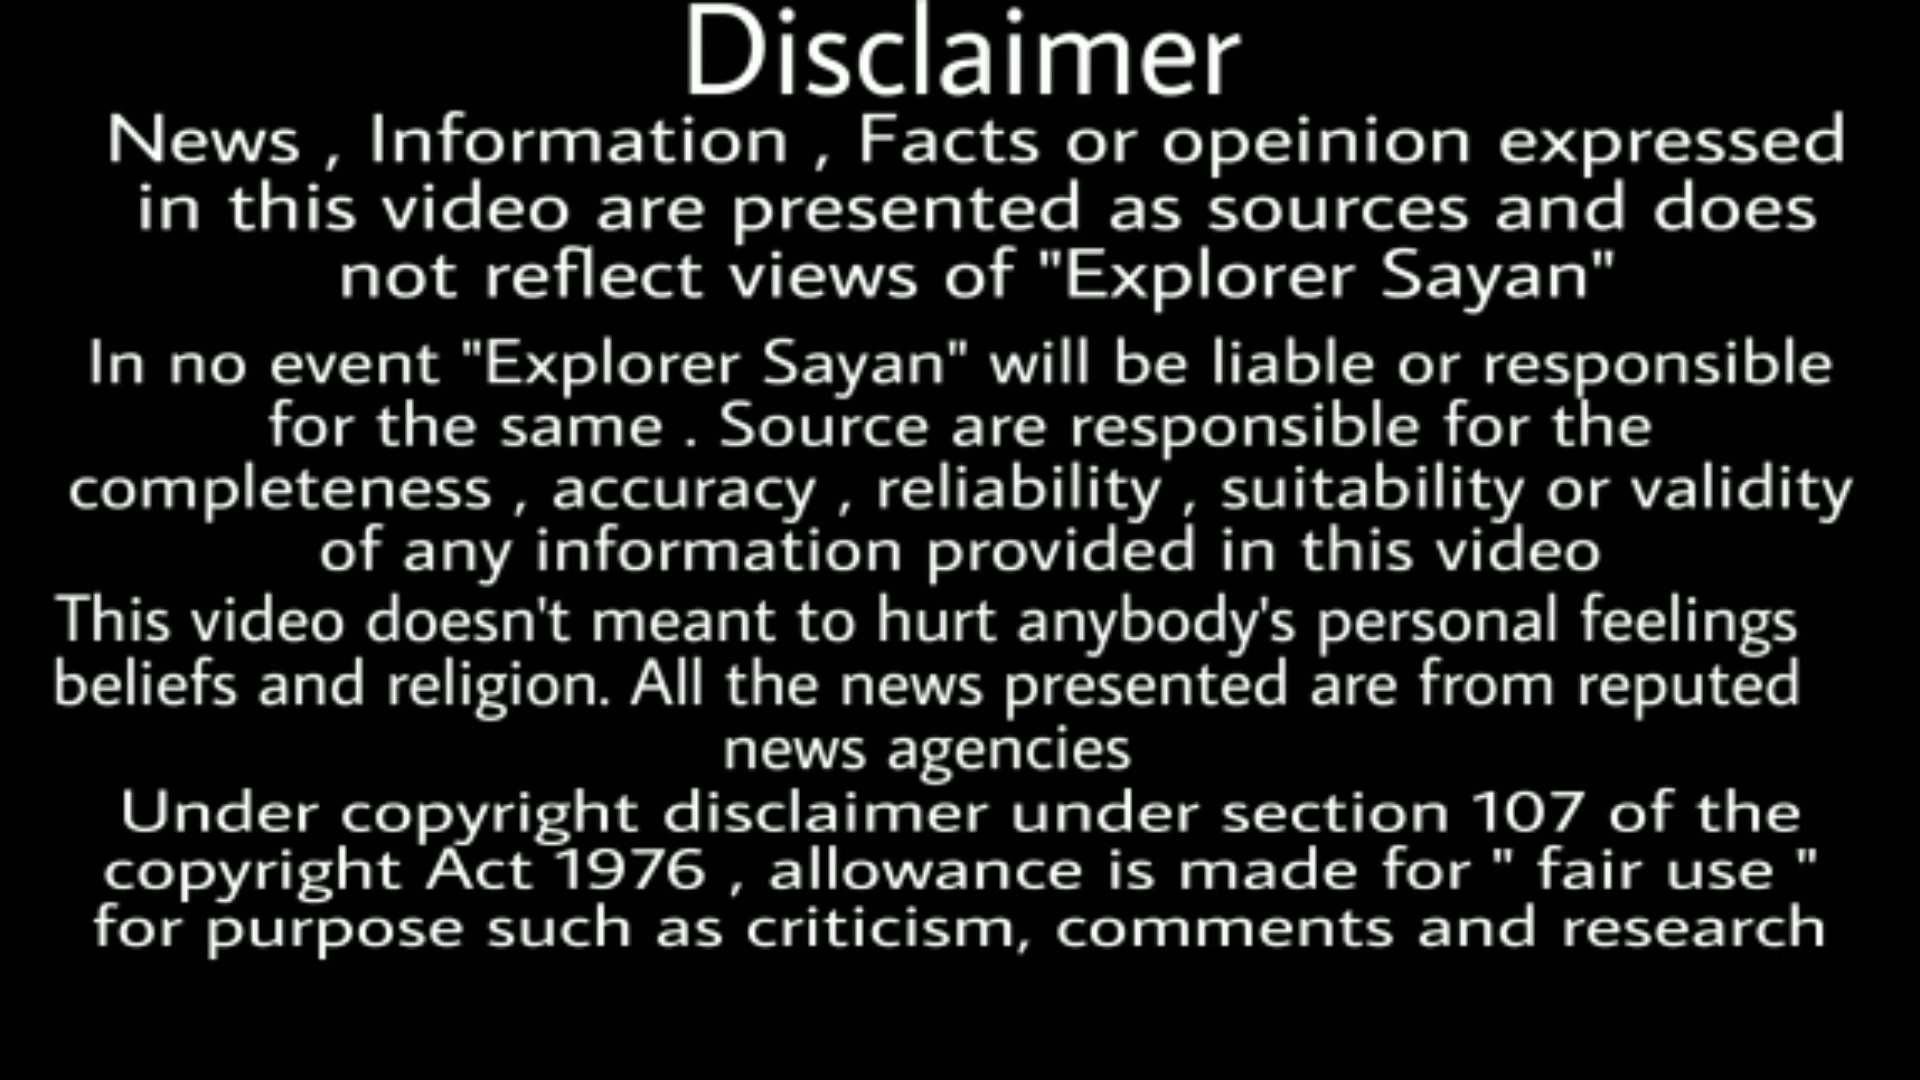 Disclaimer
News , Information , Facts or opeinion expressed
in this video are presented as sources and does
not reflect views of "Explorer Sayan"
In no event "Explorer Sayan" will be liable or responsible
for the same . Source are responsible for the
completeness , accuracy , reliability , suitability or validity
of any information provided in this video
This video doesn't meant to hurt anybody's personal feelings
beliefs and religion. All the news presented are from reputed
news agencies
Under copyright disclaimer under section 107 of the
copyright Act 1976 , allowance is made for " fair use "
for purpose such as criticism, comments and research